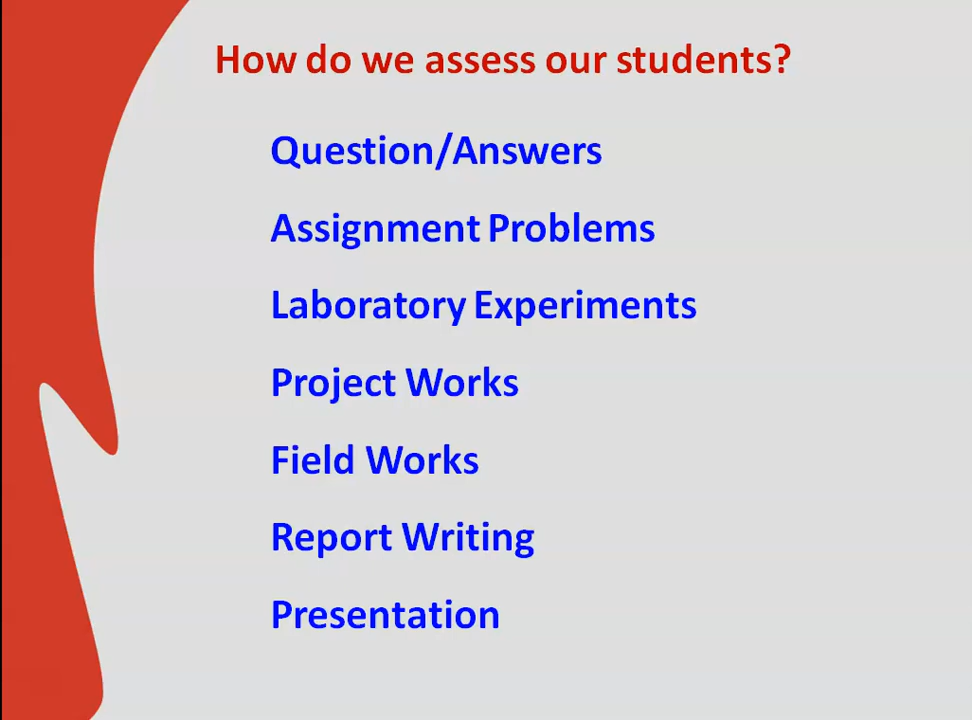 How do we assess our students?
Question/Answers
Assignment Problems
Laboratory Experiments
Project Works
Field Works
Report Writing
Presentation